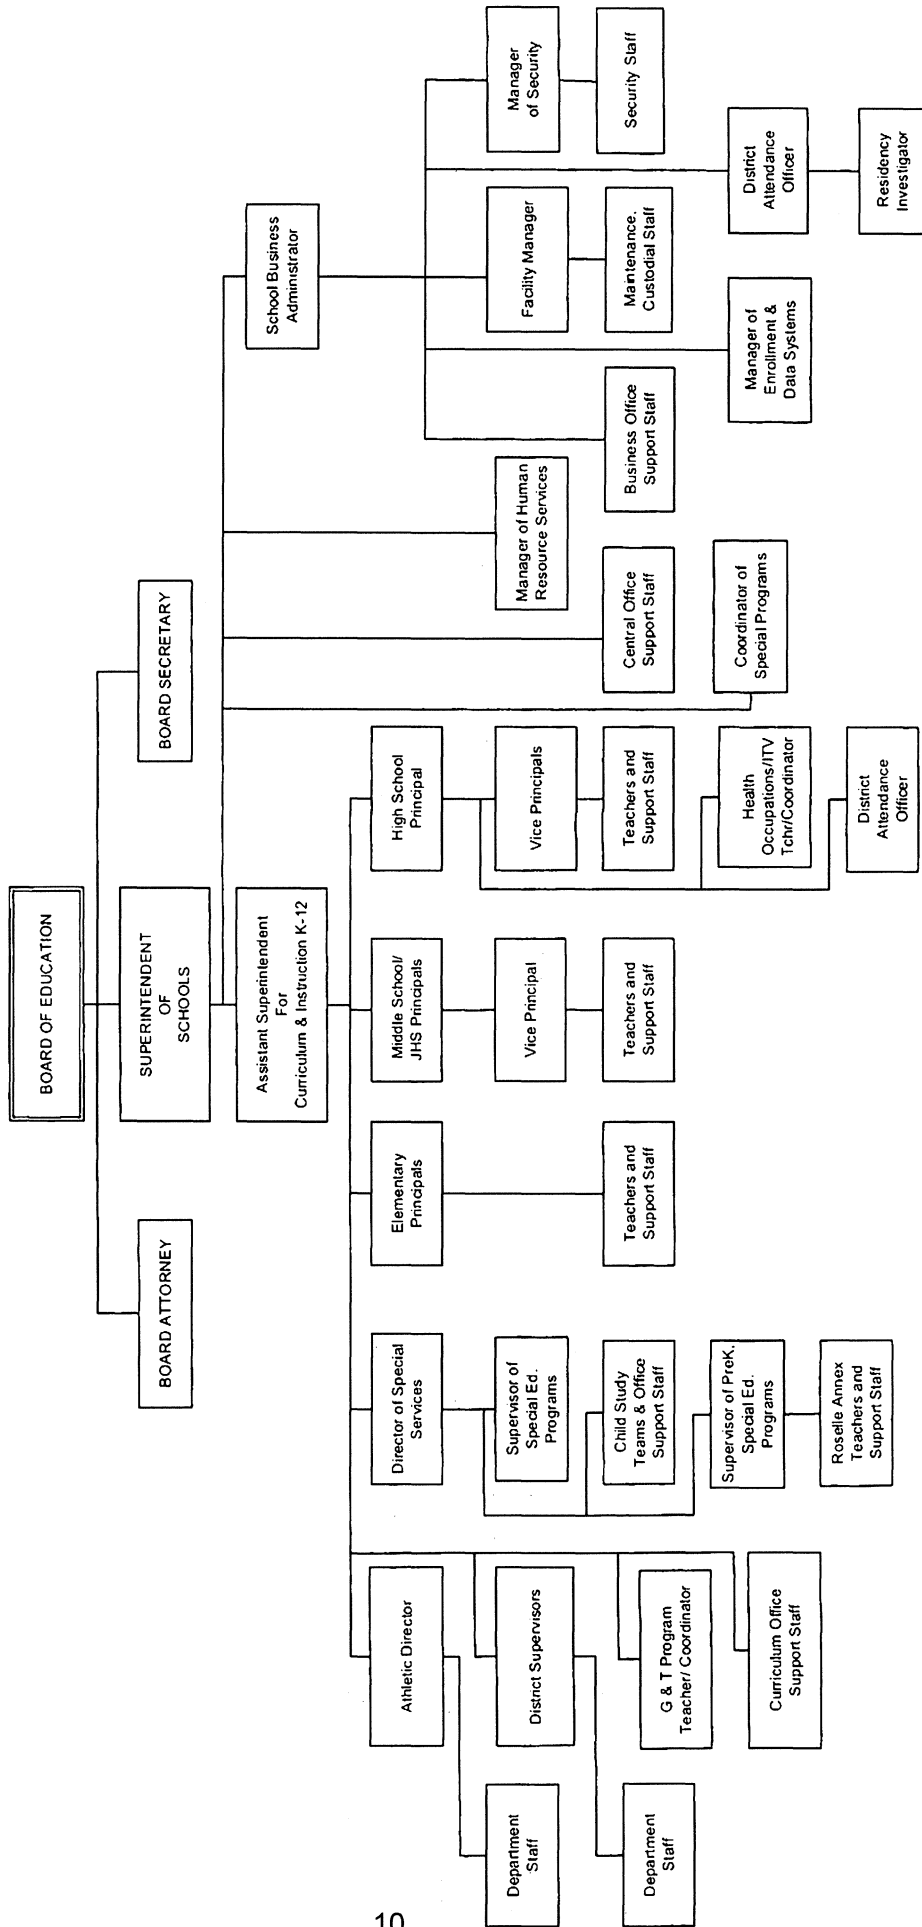 BOARD OF EDUCATION
BOARD ATTORNEY
SUPERINTENDENT
OF
SCHOOLS
BOARD SECRETARY
Assistant Superintendent
For
Curriculum & Instruction K-12
School Business
Administrator
Athletic Director
Director of Special
Services
Elementary
Principals
Middle School/
JHS Principals
High School
Principal
Department
Staff
District Supervisors
Supervisor of
Special Ed.
Programs
Vice Principal
Vice Principals
Manager of Human
Resource Services
Facility Manager
Manager
of Security
Department
Staff
G & T Program
Teacher/ Coordinator
Child Study
Teams & Office
Support Staff
Teachers and
Support Staff
Teachers and
Support Staff
Teachers and
Support Staff
Central Office
Support Staff
Business Office
Support Staff
Maintenance,
Custodial Staff
Security Staff
Curriculum Office
Support Staff
Supervisor of PreK,
Special Ed.
Programs
Health
Occupations/ITV
Tchr/Coordinator
Coordinator of
Special Programs
Manager of
Enrollment &
Data Systems
District
Attendance
Officer
Roselle Annex
Teachers and
Support Staff
District
Attendance
Officer
Residency
Investigator
10